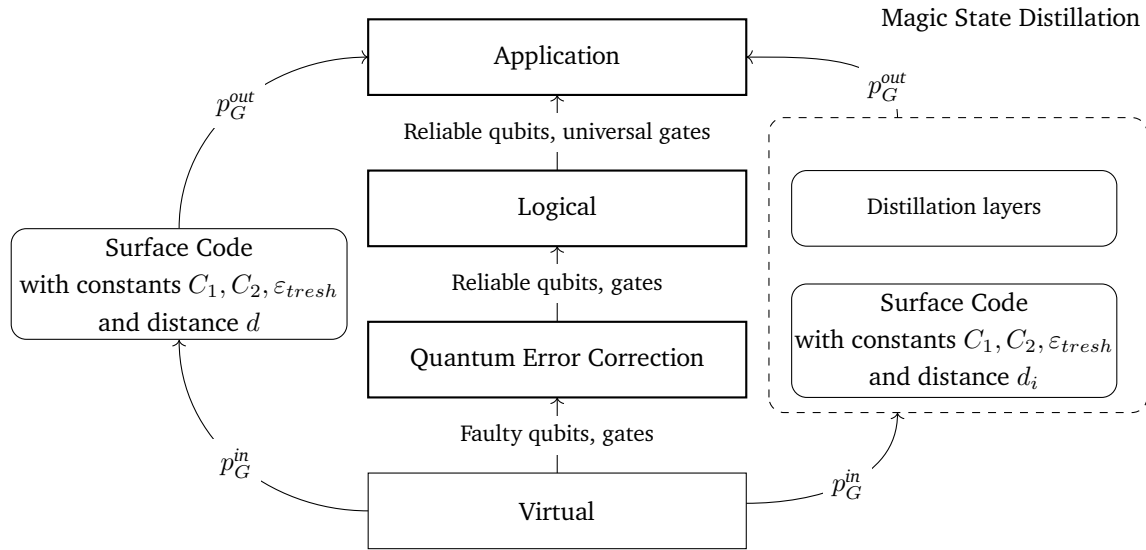 Magic State Distillation
Application
$p_G^{out}$
$p_G^{out}$
Reliable qubits, universal gates
Logical
Distillation layers
Surface Code
with constants $C_1, C_2, \varepsilon_{tresh}$
and distance $d$
Reliable qubits, gates
Surface Code
with constants $C_1, C_2, \varepsilon_{tresh}$
and distance $d_i$
Quantum Error Correction
Faulty qubits, gates
$p_G^{in}$
$p_G^{in}$
Virtual